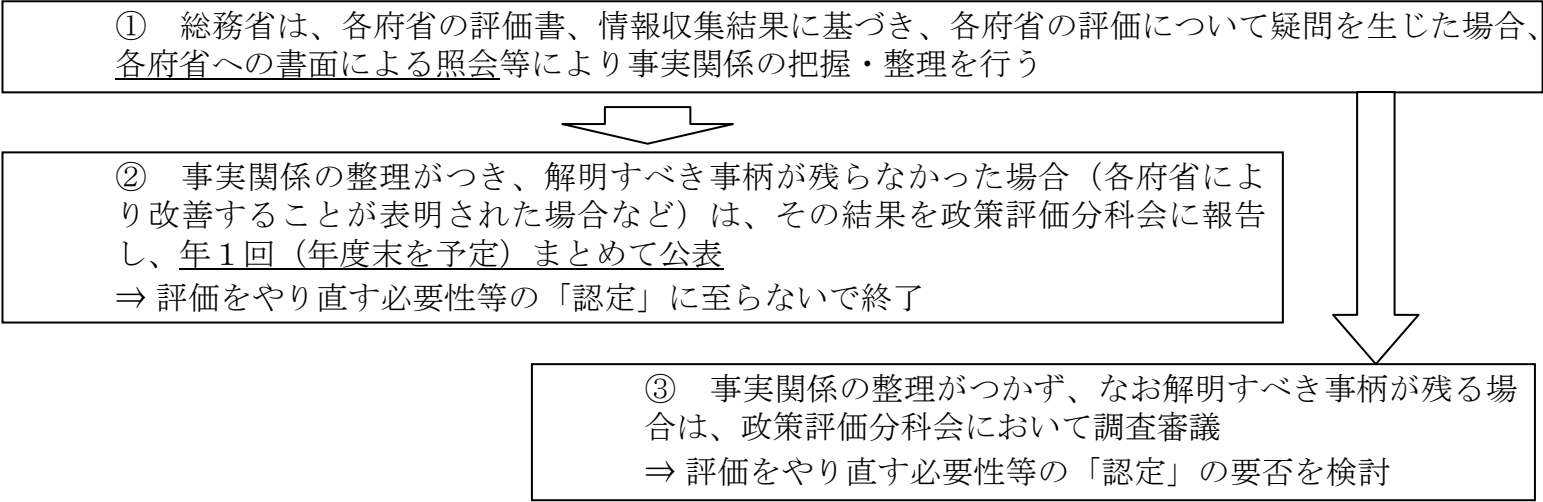 ① 総務省は、各府省の評価書、情報収集結果に基づき、各府省の評価について疑問を生じた場合、
各府省への書面による照会等により事実関係の把握・整理を行う
② 事実関係の整理がつき、解明すべき事柄が残らなかった場合（各府省によ
り改善することが表明された場合など）は、その結果を政策評価分科会に報告
し、年１回（年度末を予定）まとめて公表
⇒ 評価をやり直す必要性等の「認定」に至らないで終了
③ 事実関係の整理がつかず、なお解明すべき事柄が残る場
合は、政策評価分科会において調査審議
⇒ 評価をやり直す必要性等の「認定」の要否を検討